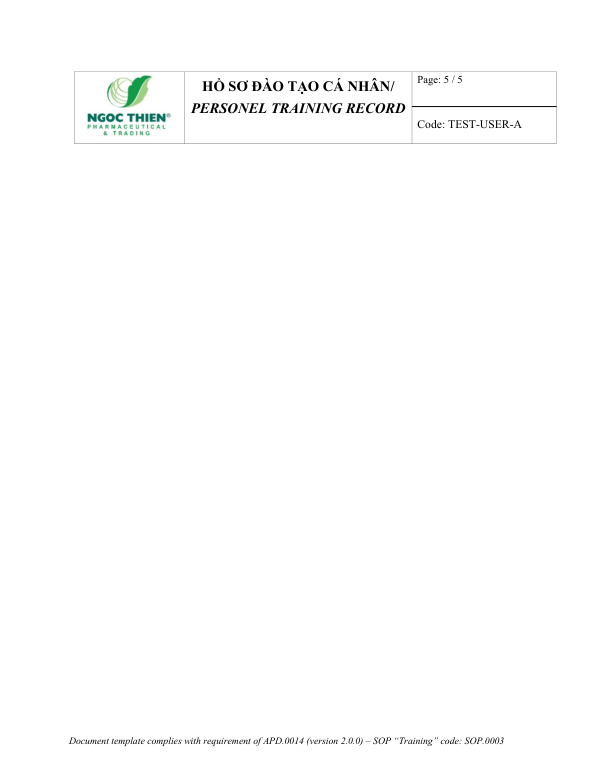 NGOC THIEN®
PHARMACEUTICAL
& TRADING
HỒ SƠ ĐÀO TẠO CÁ NHÂN/
PERSONEL TRAINING RECORD
Page: 5 / 5
Code: TEST-USER-A
Document template complies with requirement of APD.0014 (version 2.0.0) – SOP “Training” code: SOP.0003